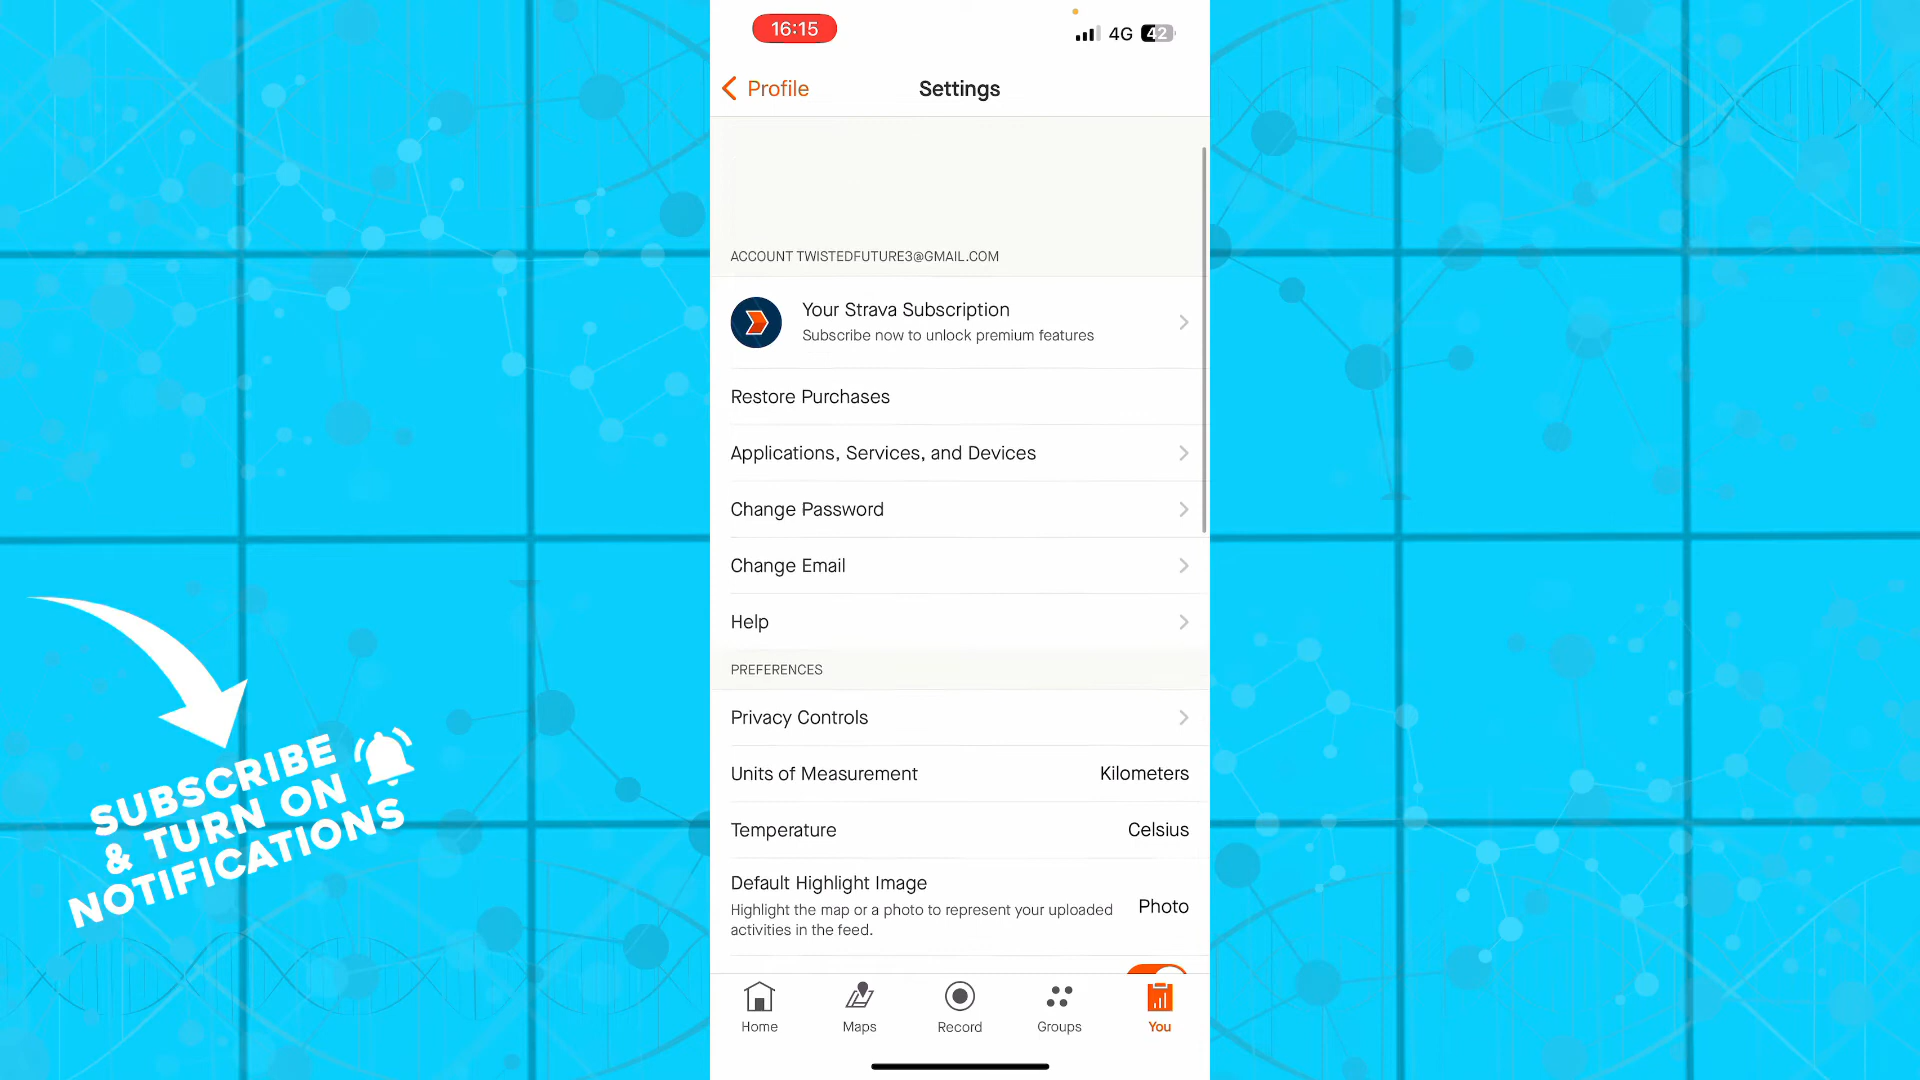 16:15
4G 42
Profile
Settings
ACCOUNT TWISTEDFUTURE3@GMAIL.COM
Your Strava Subscription
Subscribe now to unlock premium features
Restore Purchases
Applications, Services, and Devices
Change Password
Change Email
Help
PREFERENCES
Privacy Controls
Units of Measurement Kilometers
Temperature Celsius
Default Highlight Image
Highlight the map or a photo to represent your uploaded
activities in the feed.
Photo
Home Maps Record Groups You
SUBSCRIBE
& TURN ON
NOTIFICATIONS